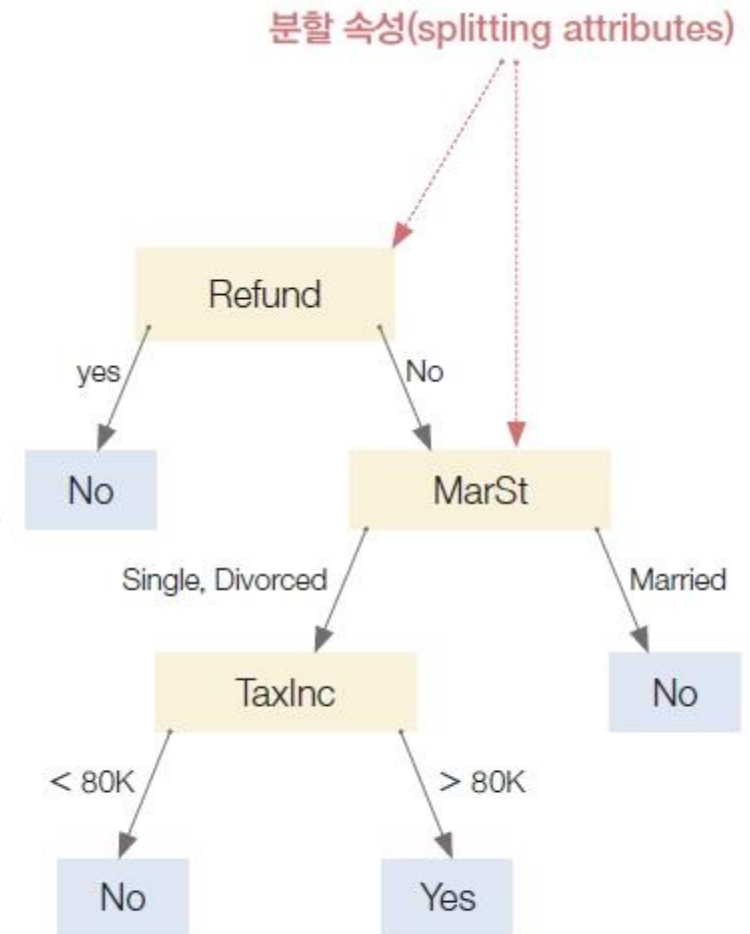 분할 속성(splitting attributes)
Refund
yes
No
No
MarSt
Single, Divorced
Married
TaxInc
No
< 80K
> 80K
No
Yes